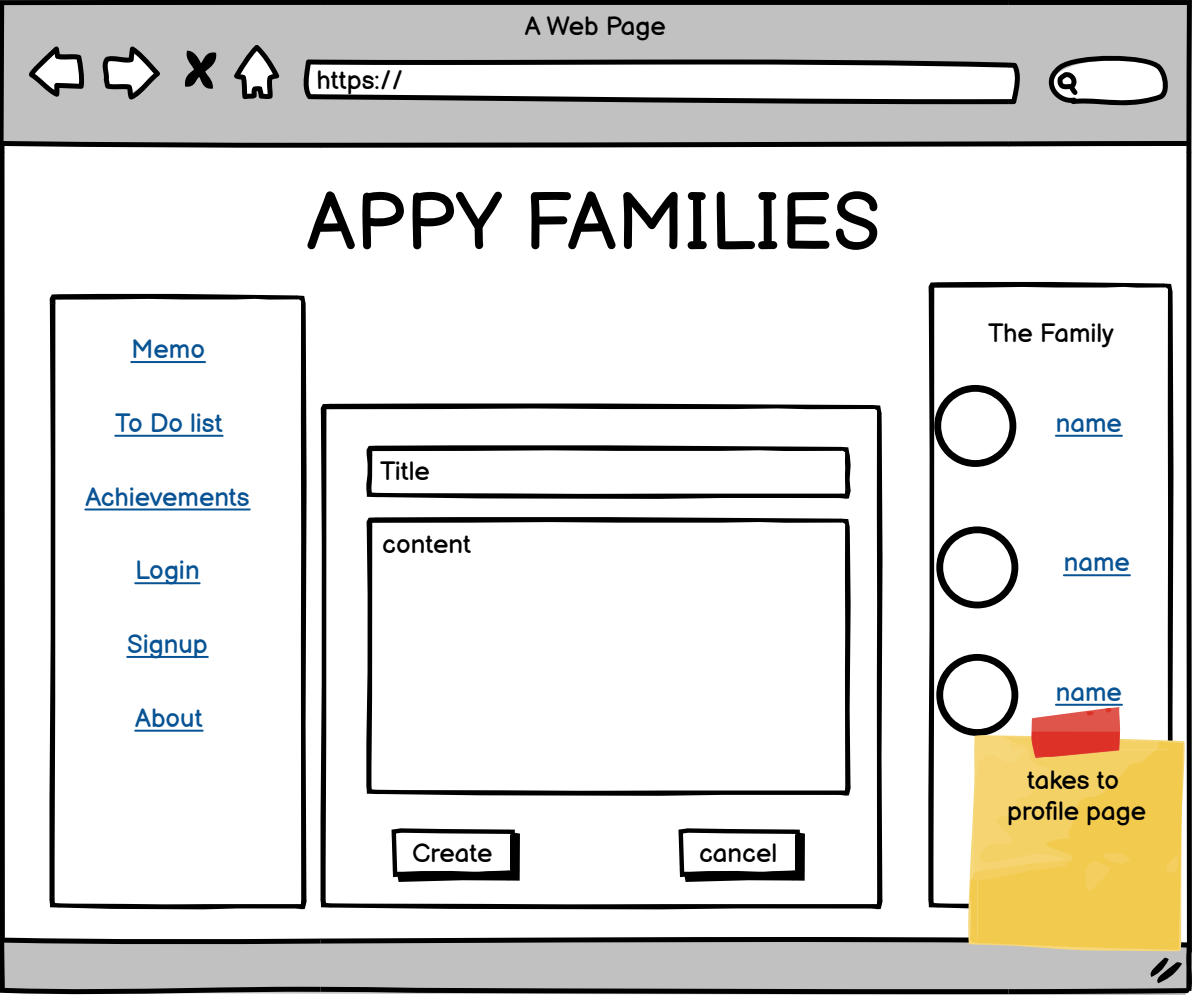 A Web Page
https://
APPY FAMILIES
Memo
To Do list
Achievements
Login
Signup
About
Title
content
Create
cancel
The Family
name
name
name
takes to
profile page